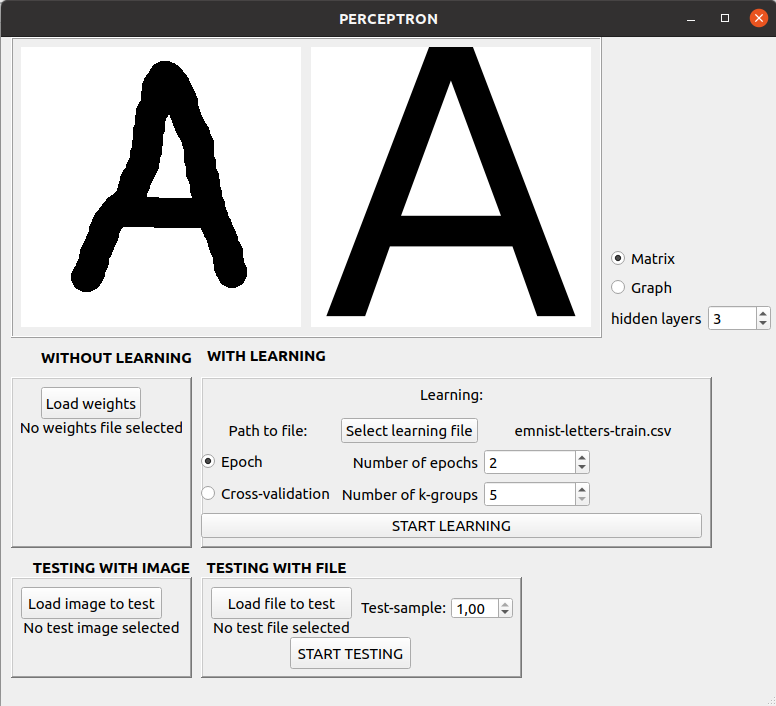 PERCEPTRON
A A
Matrix
Graph
hidden layers 3
WITHOUT LEARNING
Load weights
No weights file selected
WITH LEARNING
Learning:
Path to file: Select learning file emnist-letters-train.csv
Epoch Number of epochs 2
Cross-validation Number of k-groups 5
START LEARNING
TESTING WITH IMAGE
Load image to test
No test image selected
TESTING WITH FILE
Load file to test Test-sample: 1,00
No test file selected
START TESTING